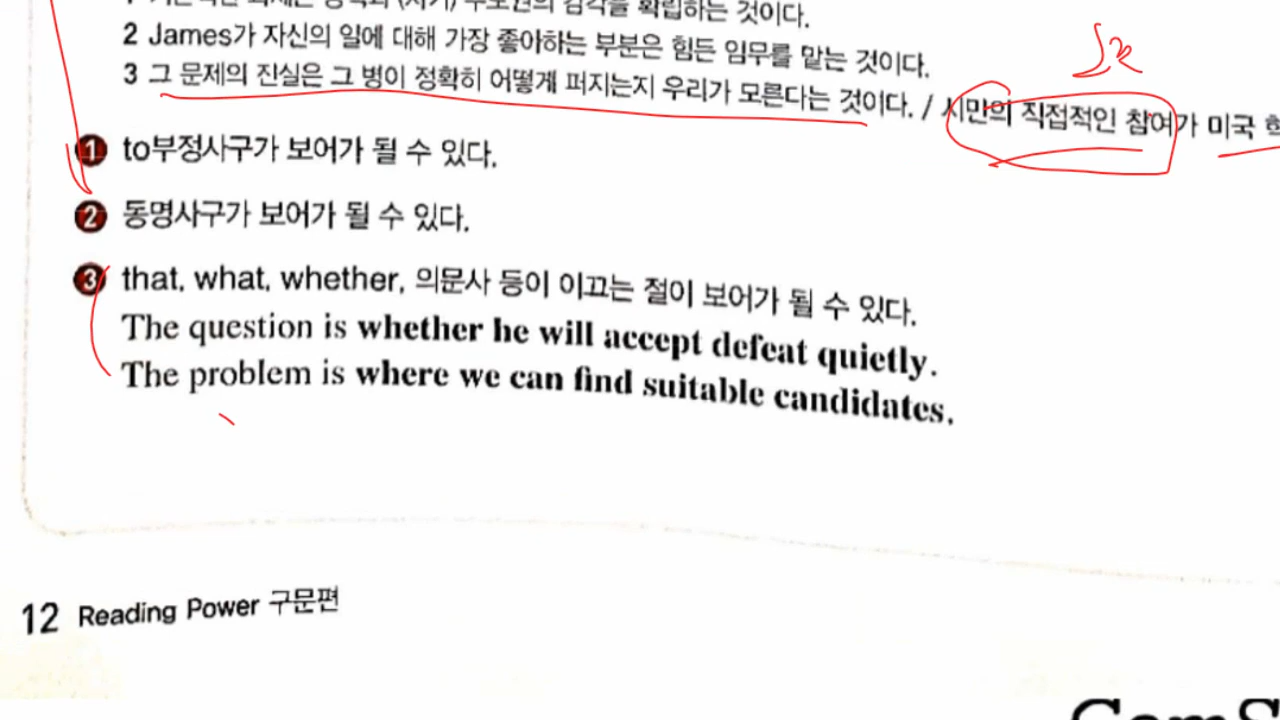 것이다.
2 James가 자신의 일에 대해 가장 좋아하는 부분은 힘든 임무를 맡는 것이다.
3 그 문제의 진실은 그 병이 정확히 어떻게 퍼지는지 우리가 모른다는 것이다. / 시만의 직접적인 참여가 미국
1 to부정사구가 보어가 될 수 있다.
2 동명사구가 보어가 될 수 있다.
3 that, what, whether, 의문사 등이 이끄는 절이 보어가 될 수 있다.
The question is whether he will accept defeat quietly.
The problem is where we can find suitable candidates.
12 Reading Power 구문편